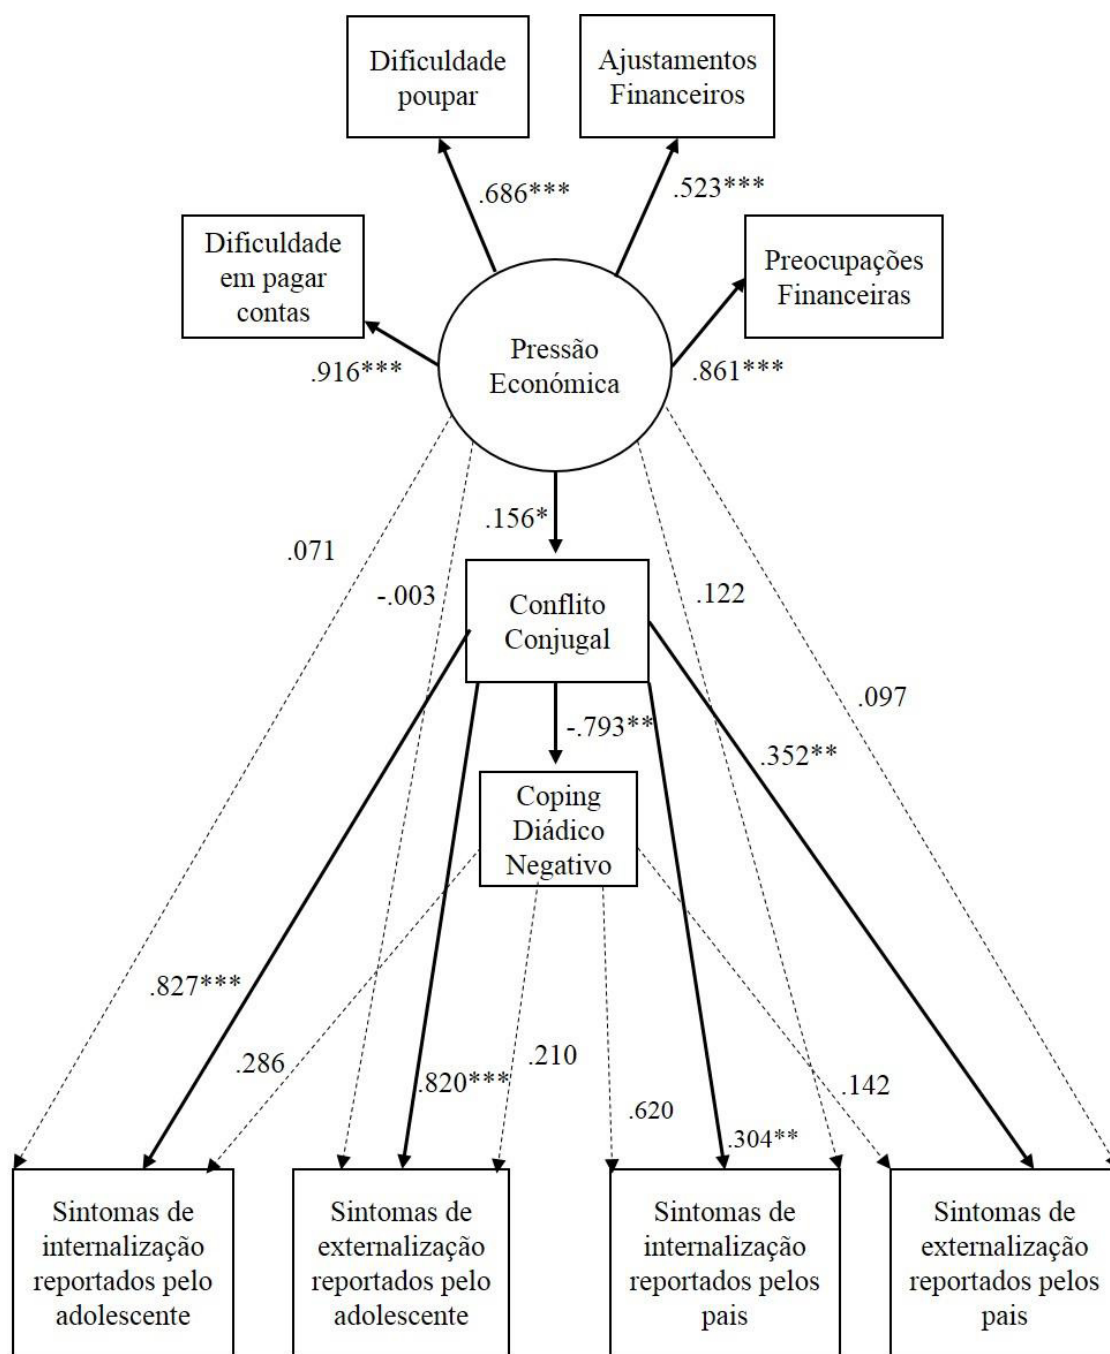 Dificuldade
poupar
Ajustamentos
Financeiros
.686***
.523***
Dificuldade
em pagar
contas
Preocupações
Financeiras
Pressão
Económica
.916***
.861***
.156*
.071
-.003
.122
Conflito
Conjugal
.097
-.793**
.352**
Coping
Diádico
Negativo
.827***
.286
.820***
.210
.620
.304**
.142
Sintomas de
internalização
reportados pelo
adolescente
Sintomas de
externalização
reportados pelo
adolescente
Sintomas de
internalização
reportados pelos
pais
Sintomas de
externalização
reportados pelos
pais